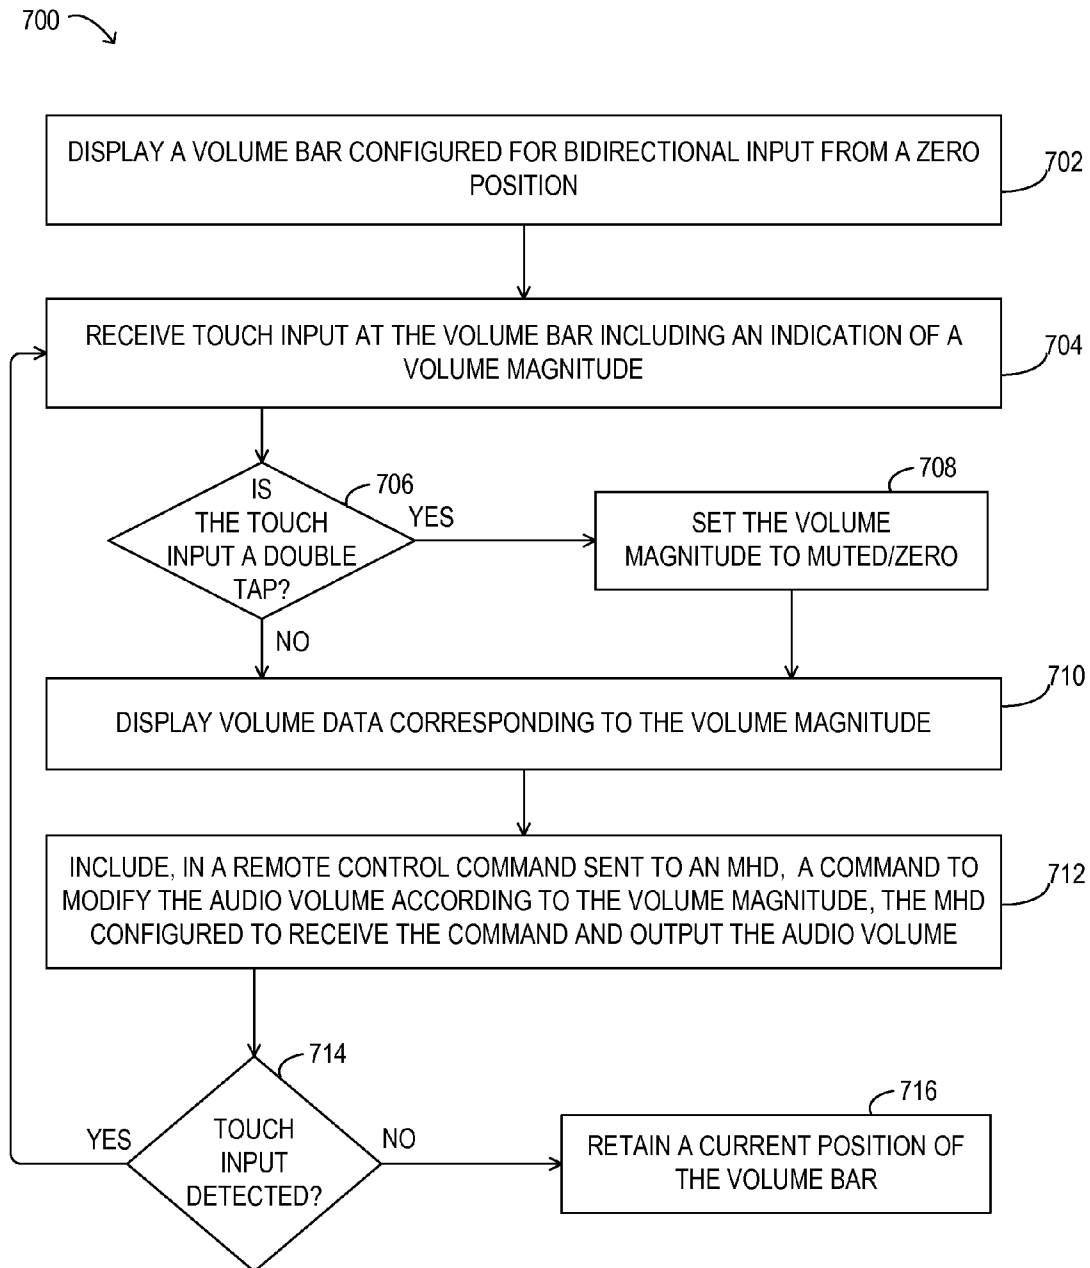 700
DISPLAY A VOLUME BAR CONFIGURED FOR BIDIRECTIONAL INPUT FROM A ZERO
POSITION
702
RECEIVE TOUCH INPUT AT THE VOLUME BAR INCLUDING AN INDICATION OF A
VOLUME MAGNITUDE
704
IS
THE TOUCH
INPUT A DOUBLE
TAP?
706
YES
708
SET THE VOLUME
MAGNITUDE TO MUTED/ZERO
NO
710
DISPLAY VOLUME DATA CORRESPONDING TO THE VOLUME MAGNITUDE
INCLUDE, IN A REMOTE CONTROL COMMAND SENT TO AN MHD, A COMMAND TO
MODIFY THE AUDIO VOLUME ACCORDING TO THE VOLUME MAGNITUDE, THE MHD
CONFIGURED TO RECEIVE THE COMMAND AND OUTPUT THE AUDIO VOLUME
712
714
YES
TOUCH
INPUT
DETECTED?
NO
716
RETAIN A CURRENT POSITION OF
THE VOLUME BAR